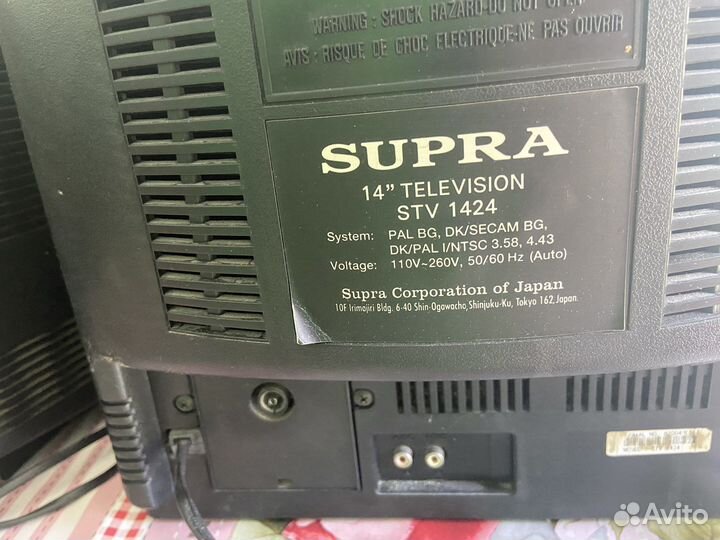 WARNING : SHOCK HAZARD-DO NOT OPEN
AVIS : RISQUE DE CHOC ELECTRIQUE-NE PAS OUVRIR
SUPRA
14" TELEVISION
STV 1424
System: PAL BG, DK/SECAM BG,
DK/PAL I/NTSC 3.58, 4.43
Voltage: 110V~260V, 50/60 Hz (Auto)
Supra Corporation of Japan
10F Irimajiri Bldg. 6-40 Shin-Ogawacho, Shinjuku-Ku, Tokyo 162, Japan.
SERIAL NO.
Avito